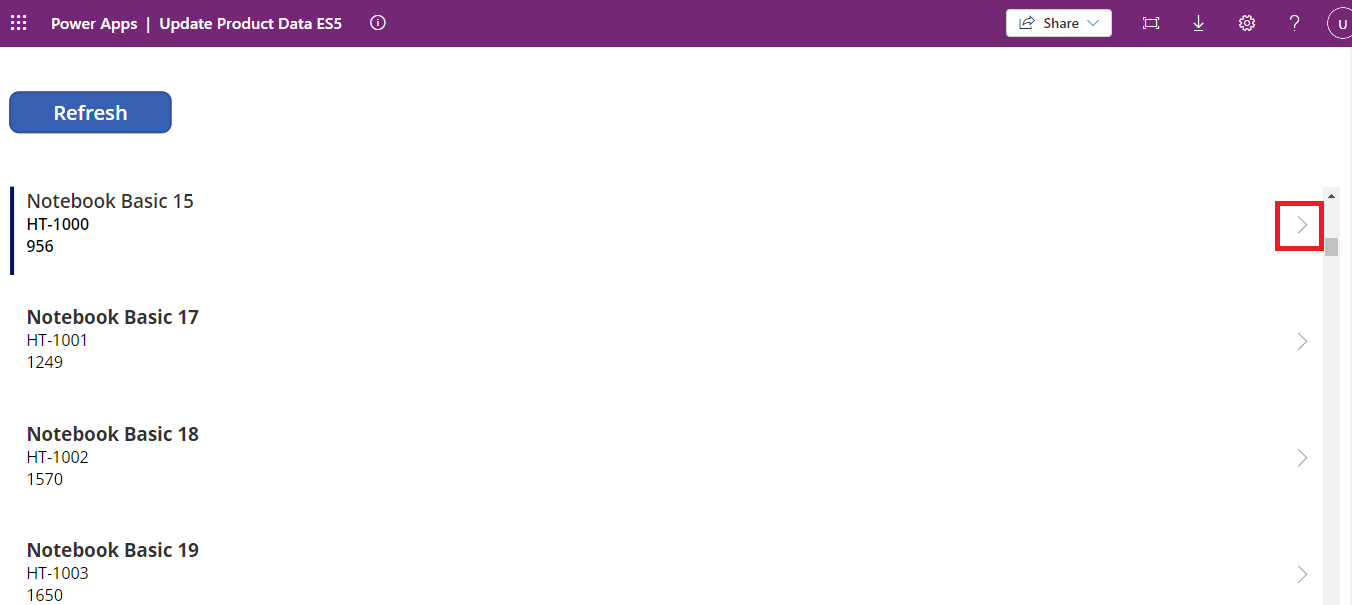 Power Apps | Update Product Data ES5
Share
?
U
Refresh
Notebook Basic 15
HT-1000
956
Notebook Basic 17
HT-1001
1249
Notebook Basic 18
HT-1002
1570
Notebook Basic 19
HT-1003
1650